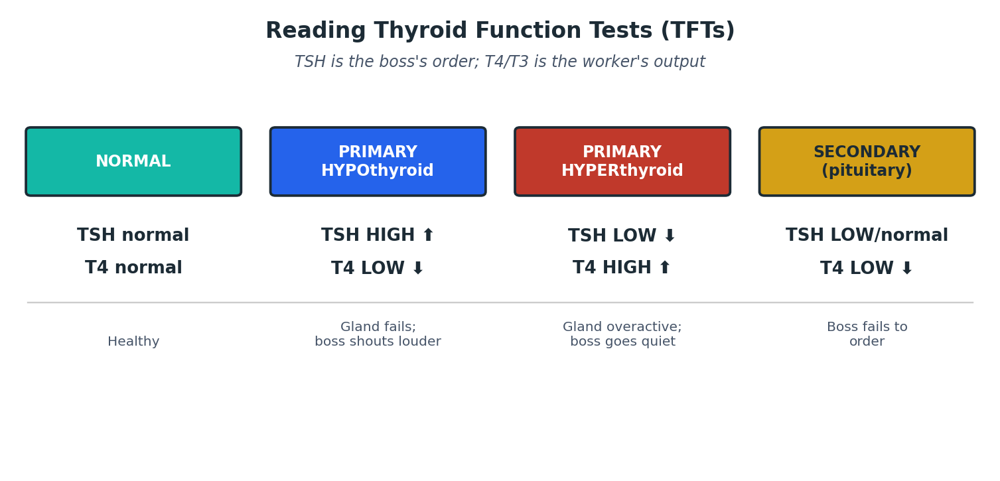 Reading Thyroid Function Tests (TFTs)
TSH is the boss's order; T4/T3 is the worker's output
NORMAL
PRIMARY
HYPOthyroid
PRIMARY
HYPERthyroid
SECONDARY
(pituitary)
TSH normal
TSH HIGH ⬆
TSH LOW ⬇
TSH LOW/normal
T4 normal
T4 LOW ⬇
T4 HIGH ⬆
T4 LOW ⬇
Healthy
Gland fails;
boss shouts louder
Gland overactive;
boss goes quiet
Boss fails to
order